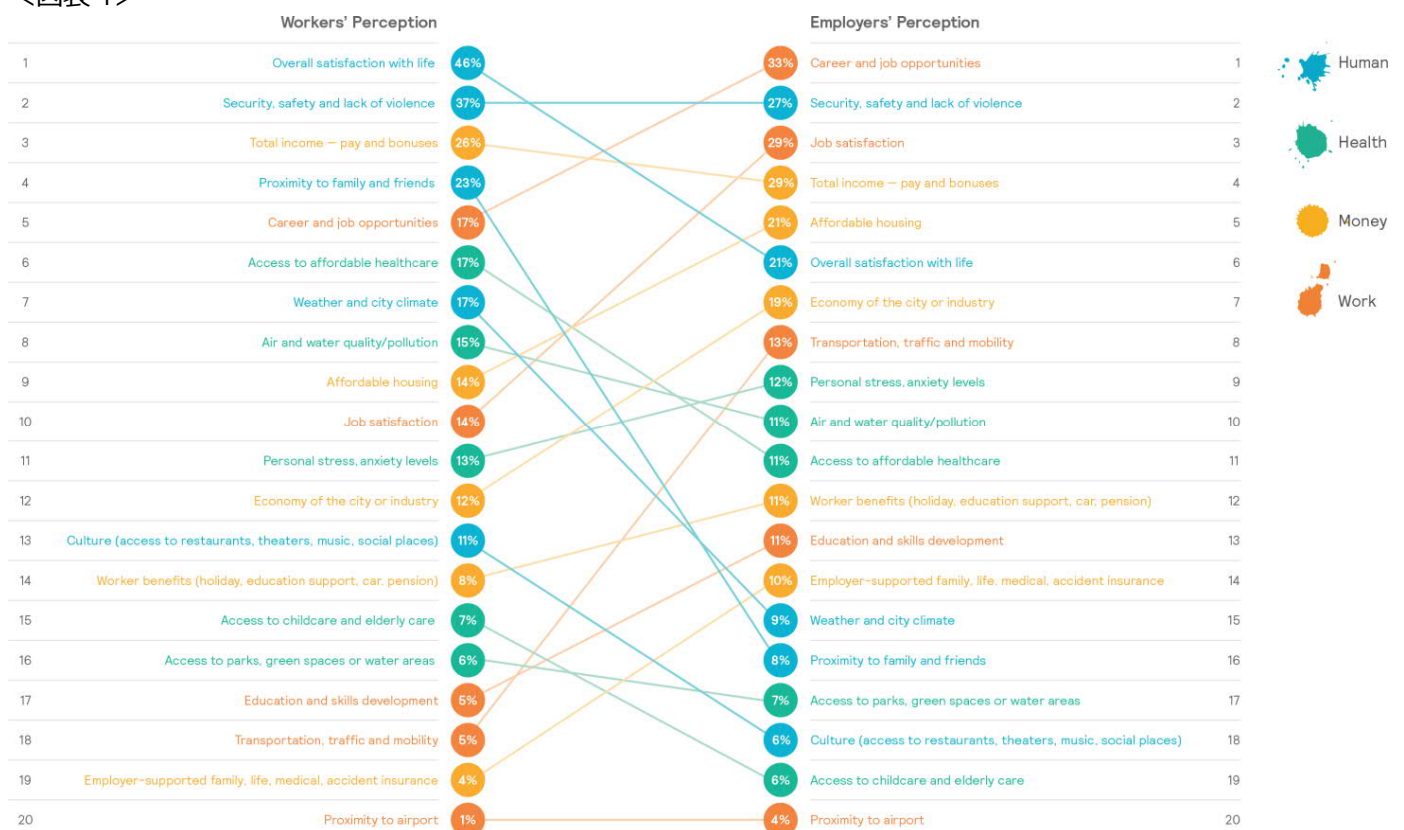 <図表 1>
Workers' Perception Employers' Perception
1 Overall satisfaction with life 46% 33% Career and job opportunities 1 Human
2 Security, safety and lack of violence 37% 27% Security, safety and lack of violence 2
3 Total income – pay and bonuses 26% 29% Job satisfaction 3 Health
4 Proximity to family and friends 23% 29% Total income – pay and bonuses 4
5 Career and job opportunities 17% 21% Affordable housing 5 Money
6 Access to affordable healthcare 17% 21% Overall satisfaction with life 6
7 Weather and city climate 17% 19% Economy of the city or industry 7 Work
8 Air and water quality/pollution 15% 13% Transportation, traffic and mobility 8
9 Affordable housing 14% 12% Personal stress, anxiety levels 9
10 Job satisfaction 14% 11% Air and water quality/pollution 10
11 Personal stress, anxiety levels 13% 11% Access to affordable healthcare 11
12 Economy of the city or industry 12% 11% Worker benefits (holiday, education support, car, pension) 12
13 Culture (access to restaurants, theaters, music, social places) 11% 11% Education and skills development 13
14 Worker benefits (holiday, education support, car, pension) 8% 10% Employer-supported family, life, medical, accident insurance 14
15 Access to childcare and elderly care 7% 9% Weather and city climate 15
16 Access to parks, green spaces or water areas 6% 8% Proximity to family and friends 16
17 Education and skills development 5% 7% Access to parks, green spaces or water areas 17
18 Transportation, traffic and mobility 5% 6% Culture (access to restaurants, theaters, music, social places) 18
19 Employer-supported family, life, medical, accident insurance 4% 6% Access to childcare and elderly care 19
20 Proximity to airport 1% 4% Proximity to airport 20